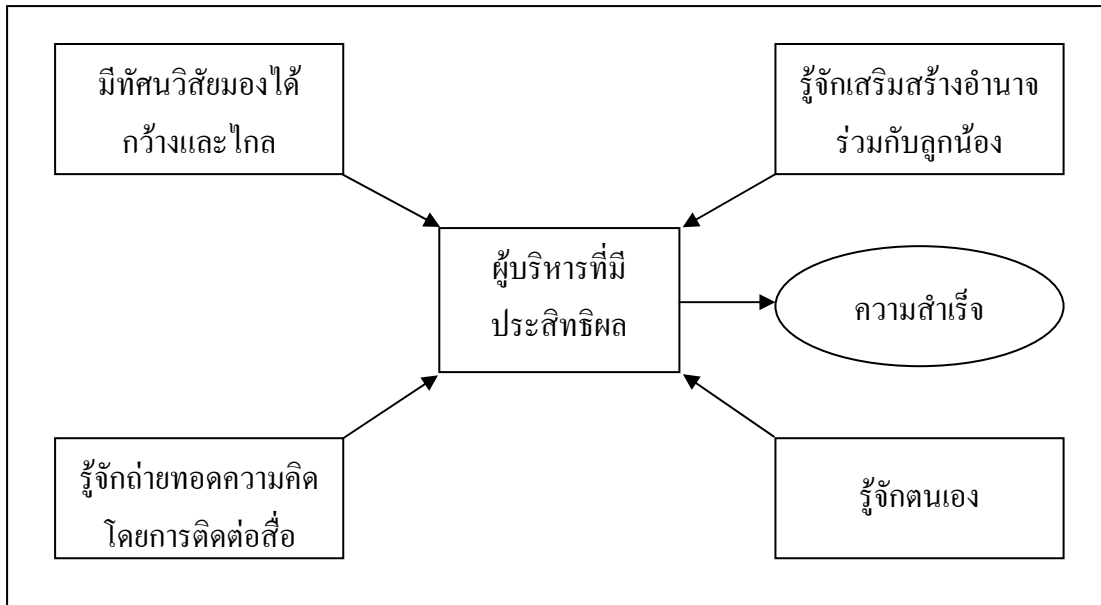 มีทัศนวิสัยมองได้
กว้างและไกล
รู้จักเสริมสร้างอำนาจ
ร่วมกับลูกน้อง
ผู้บริหารที่มี
ประสิทธิผล
ความสำเร็จ
รู้จักถ่ายทอดความคิด
โดยการติดต่อสื่อ
รู้จักตนเอง